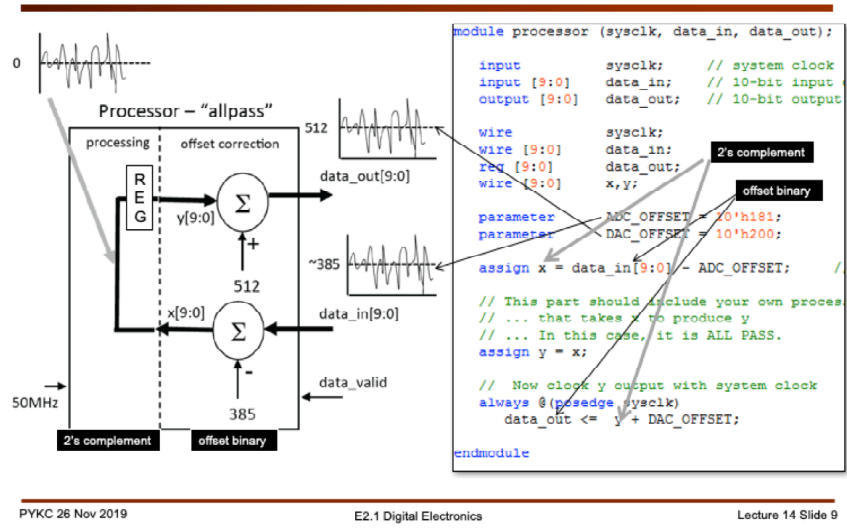 0
Processor – "allpass"
processing
offset correction
REG
y[9:0]
Σ
+
512
x[9:0]
Σ
-
385
50MHz
2's complement
offset binary
512
data_out[9:0]
~385
data_in[9:0]
data_valid
module processor (sysclk, data_in, data_out);
input sysclk; // system clock
input [9:0] data_in; // 10-bit input
output [9:0] data_out; // 10-bit output
wire sysclk;
wire [9:0] data_in;
reg [9:0] data_out;
wire [9:0] x,y;
2's complement
offset binary
parameter ADC_OFFSET = 10'h181;
parameter DAC_OFFSET = 10'h200;
assign x = data_in[9:0] - ADC_OFFSET; //
// This part should include your own proces
// ... that takes x to produce y
// ... In this case, it is ALL PASS.
assign y = x;
// Now clock y output with system clock
always @(posedge sysclk)
data_out <= y + DAC_OFFSET;
endmodule
PYKC 26 Nov 2019
E2.1 Digital Electronics
Lecture 14 Slide 9